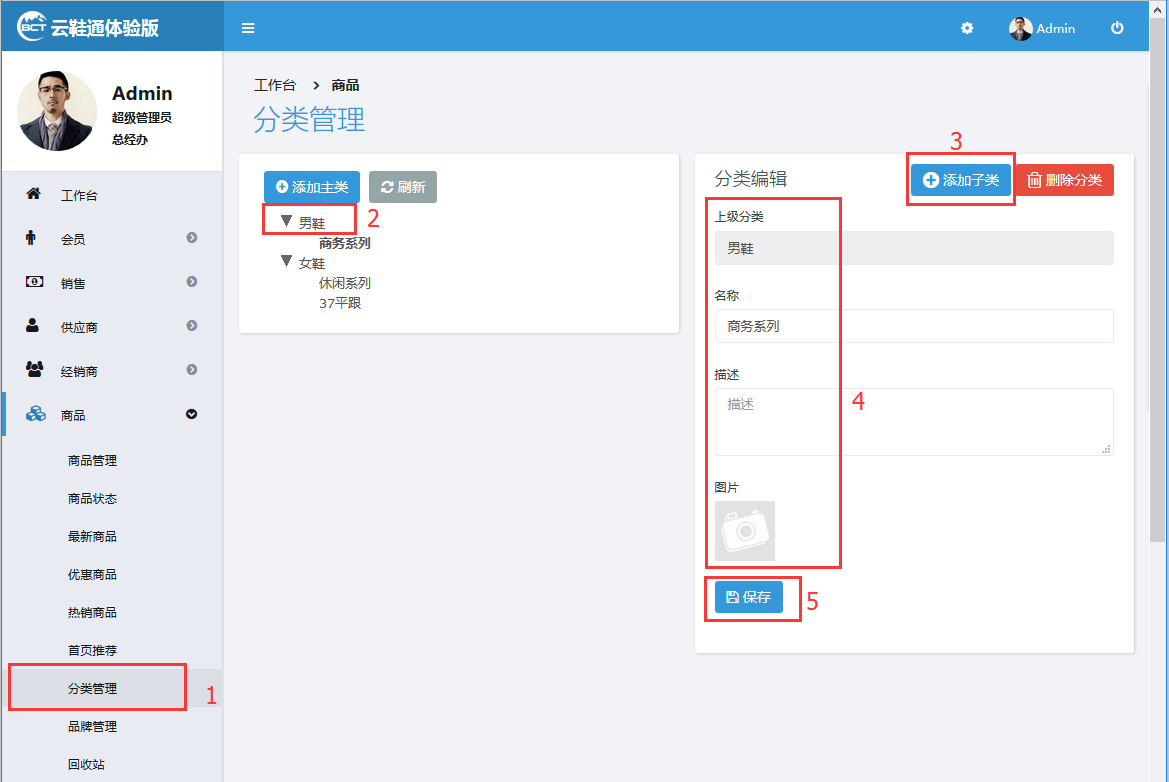 BCT 云鞋通体验版
Admin
Admin
超级管理员
总经办
工作台
会员
销售
供应商
经销商
商品
商品管理
商品状态
最新商品
优惠商品
热销商品
首页推荐
分类管理
1
品牌管理
回收站
工作台 > 商品
分类管理
添加主类 刷新
男鞋
2
商务系列
女鞋
休闲系列
37平跟
3
分类编辑
添加子类 删除分类
上级分类
男鞋
名称
商务系列
描述
描述
4
图片
保存
5